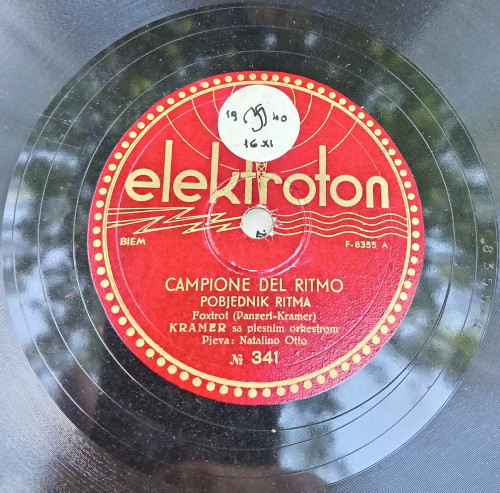 19 40
16.XI
elektroton
BIEM
F-8355 A
CAMPIONE DEL RITMO
POBJEDNIK RITMA
Foxtrot (Panzeri-Kramer)
KRAMER sa plesnim orkestrom
Pjeva: Natalino Otto
№ 341